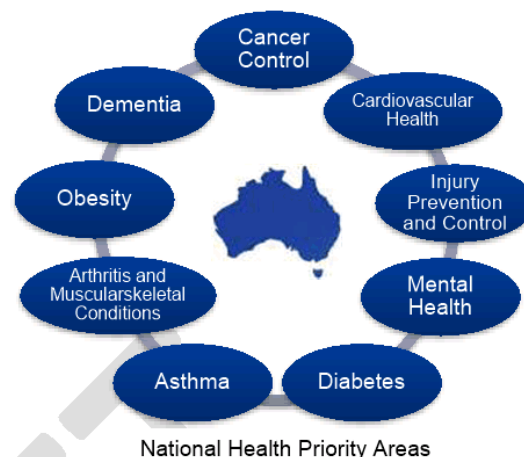 Cancer
Control
Cardiovascular
Health
Injury
Prevention
and Control
Mental
Health
Diabetes
Asthma
Arthritis and
Muscularskeletal
Conditions
Obesity
Dementia
National Health Priority Areas